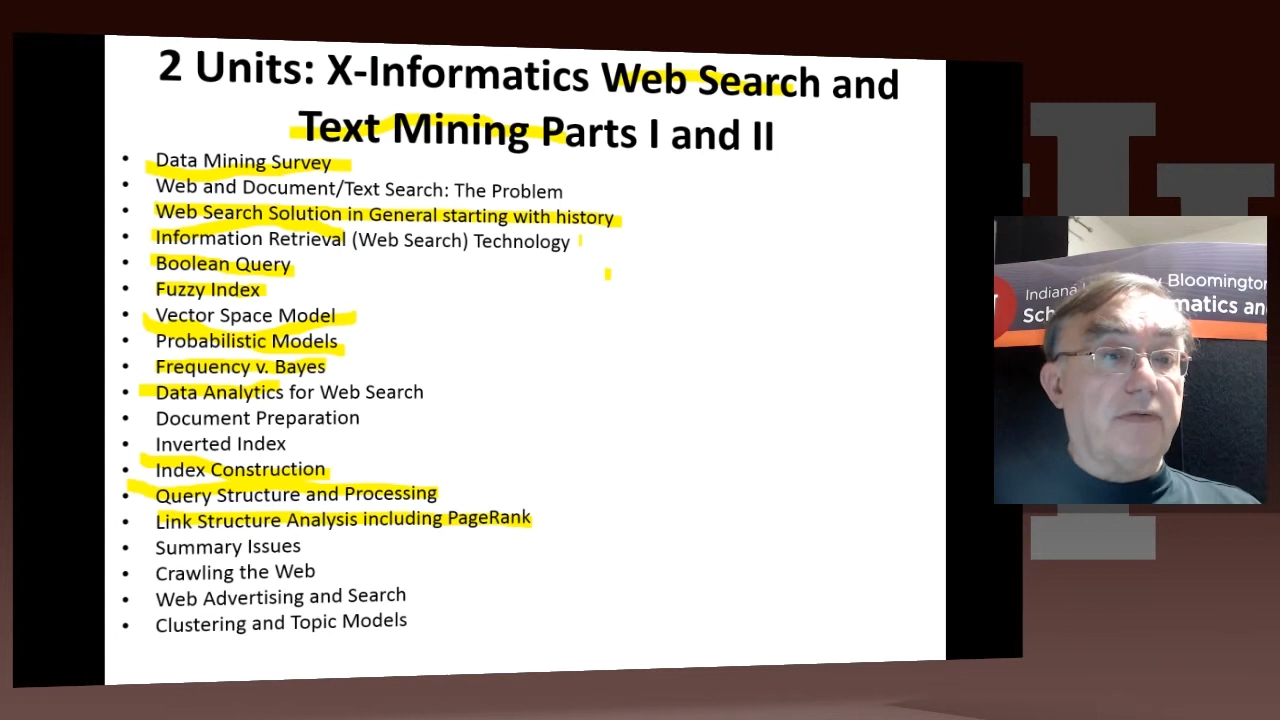 2 Units: X-Informatics Web Search and
Text Mining Parts I and II
• Data Mining Survey
• Web and Document/Text Search: The Problem
• Web Search Solution in General starting with history
• Information Retrieval (Web Search) Technology
• Boolean Query
• Fuzzy Index
• Vector Space Model
• Probabilistic Models
• Frequency v. Bayes
• Data Analytics for Web Search
• Document Preparation
• Inverted Index
• Index Construction
• Query Structure and Processing
• Link Structure Analysis including PageRank
• Summary Issues
• Crawling the Web
• Web Advertising and Search
• Clustering and Topic Models
Indiana Bloomington